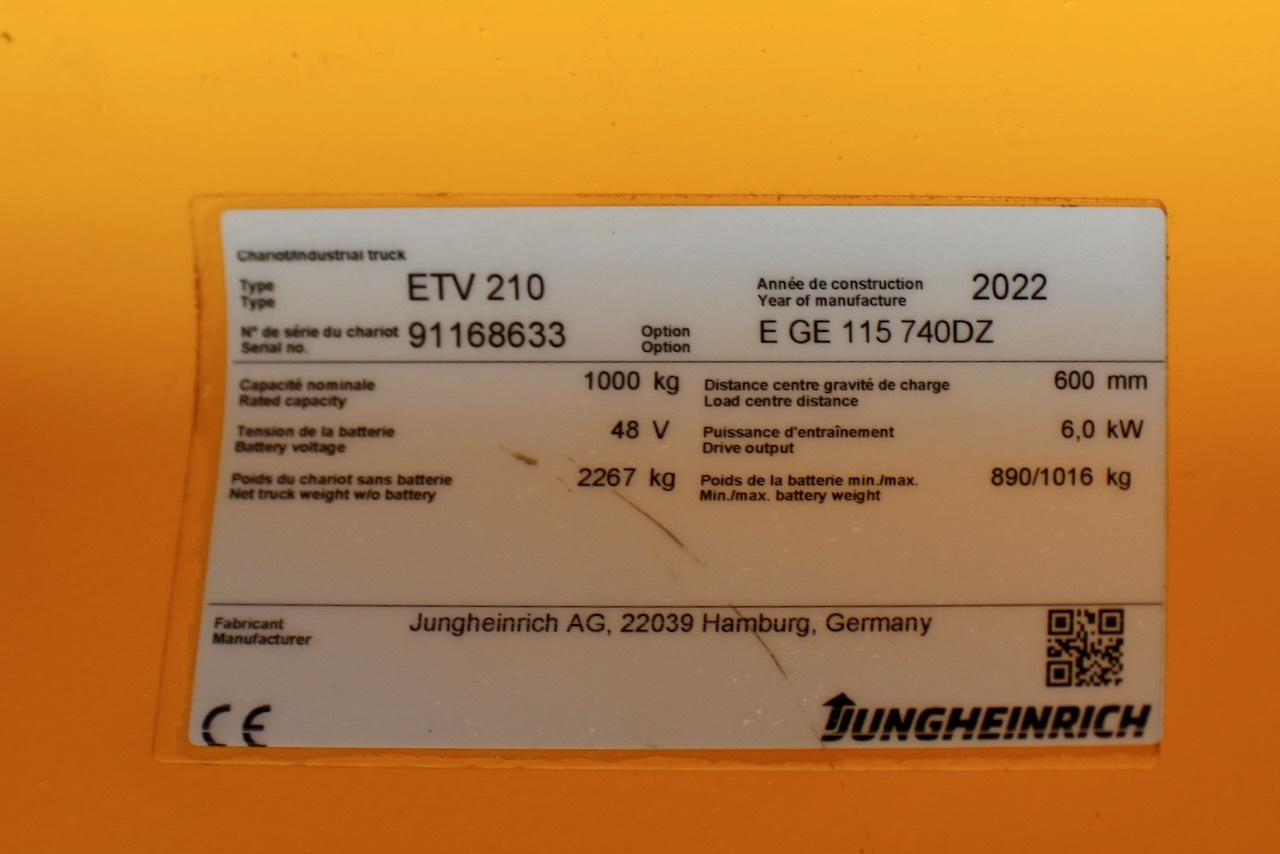 Chariot/Industrial truck
Type
Type
ETV 210
Année de construction
Year of manufacture
2022
N° de série du chariot
Serial no.
91168633
Option
Option
E GE 115 740DZ
Capacité nominale
Rated capacity
1000 kg
Distance centre gravité de charge
Load centre distance
600 mm
Tension de la batterie
Battery voltage
48 V
Puissance d'entraînement
Drive output
6,0 kW
Poids du chariot sans batterie
Net truck weight w/o battery
2267 kg
Poids de la batterie min./max.
Min./max. battery weight
890/1016 kg
Fabricant
Manufacturer
Jungheinrich AG, 22039 Hamburg, Germany
CE
JUNGHEINRICH